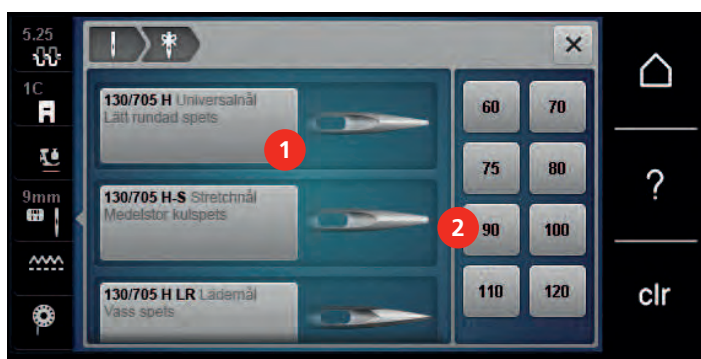 5.25
1C
9mm
130/705 H Universalnål
Lätt rundad spets
1
130/705 H-S Stretchnål
Medelstor kulspets
130/705 H LR Lädernål
Vass spets
60 70
75 80
2
90 100
110 120
?
clr